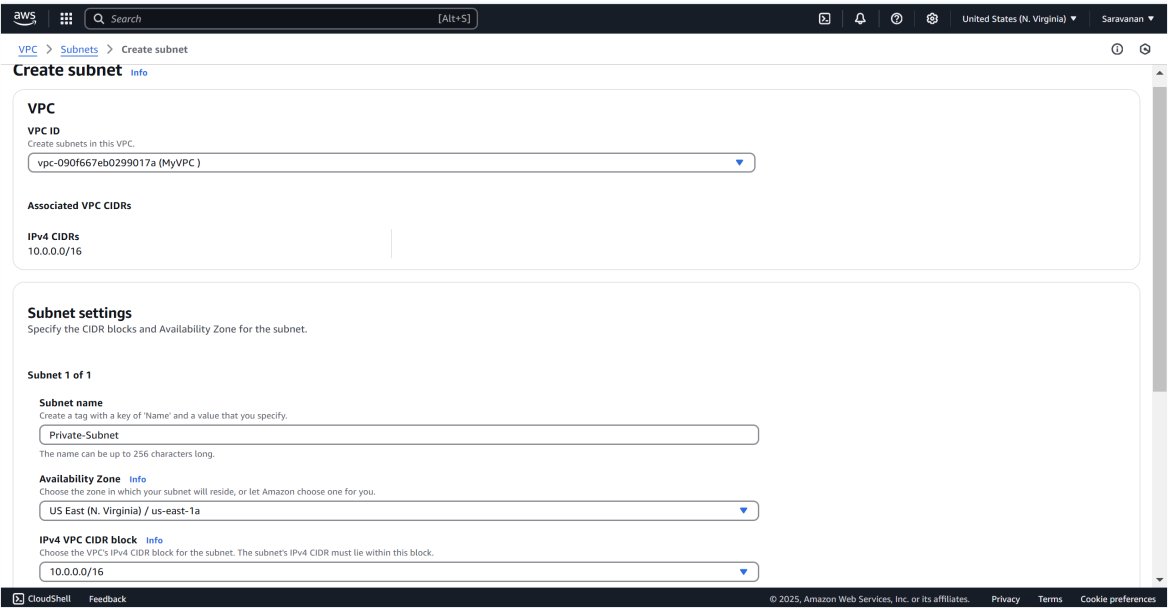 aws
Search [Alt+S]
United States (N. Virginia) ▼
Saravanan ▼
VPC > Subnets > Create subnet
Create subnet Info
VPC
VPC ID
Create subnets in this VPC.
vpc-090f667eb0299017a (MyVPC )
Associated VPC CIDRs
IPv4 CIDRs
10.0.0.0/16
Subnet settings
Specify the CIDR blocks and Availability Zone for the subnet.
Subnet 1 of 1
Subnet name
Create a tag with a key of 'Name' and a value that you specify.
Private-Subnet
The name can be up to 256 characters long.
Availability Zone Info
Choose the zone in which your subnet will reside, or let Amazon choose one for you.
US East (N. Virginia) / us-east-1a
IPv4 VPC CIDR block Info
Choose the VPC's IPv4 CIDR block for the subnet. The subnet's IPv4 CIDR must lie within this block.
10.0.0.0/16
CloudShell Feedback © 2025, Amazon Web Services, Inc. or its affiliates. Privacy Terms Cookie preferences